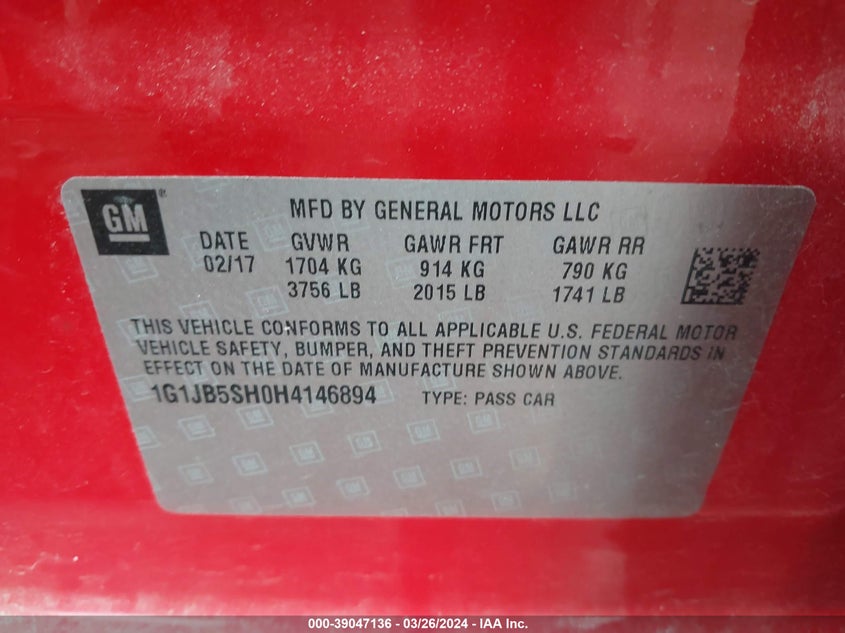 GM®
MFD BY GENERAL MOTORS LLC
DATE GVWR GAWR FRT GAWR RR
02/17 1704 KG 914 KG 790 KG
3756 LB 2015 LB 1741 LB
THIS VEHICLE CONFORMS TO ALL APPLICABLE U.S. FEDERAL MOTOR
VEHICLE SAFETY, BUMPER, AND THEFT PREVENTION STANDARDS IN
EFFECT ON THE DATE OF MANUFACTURE SHOWN ABOVE.
1G1JB5SH0H4146894 TYPE: PASS CAR
000-39047136 - 03/26/2024 - IAA Inc.